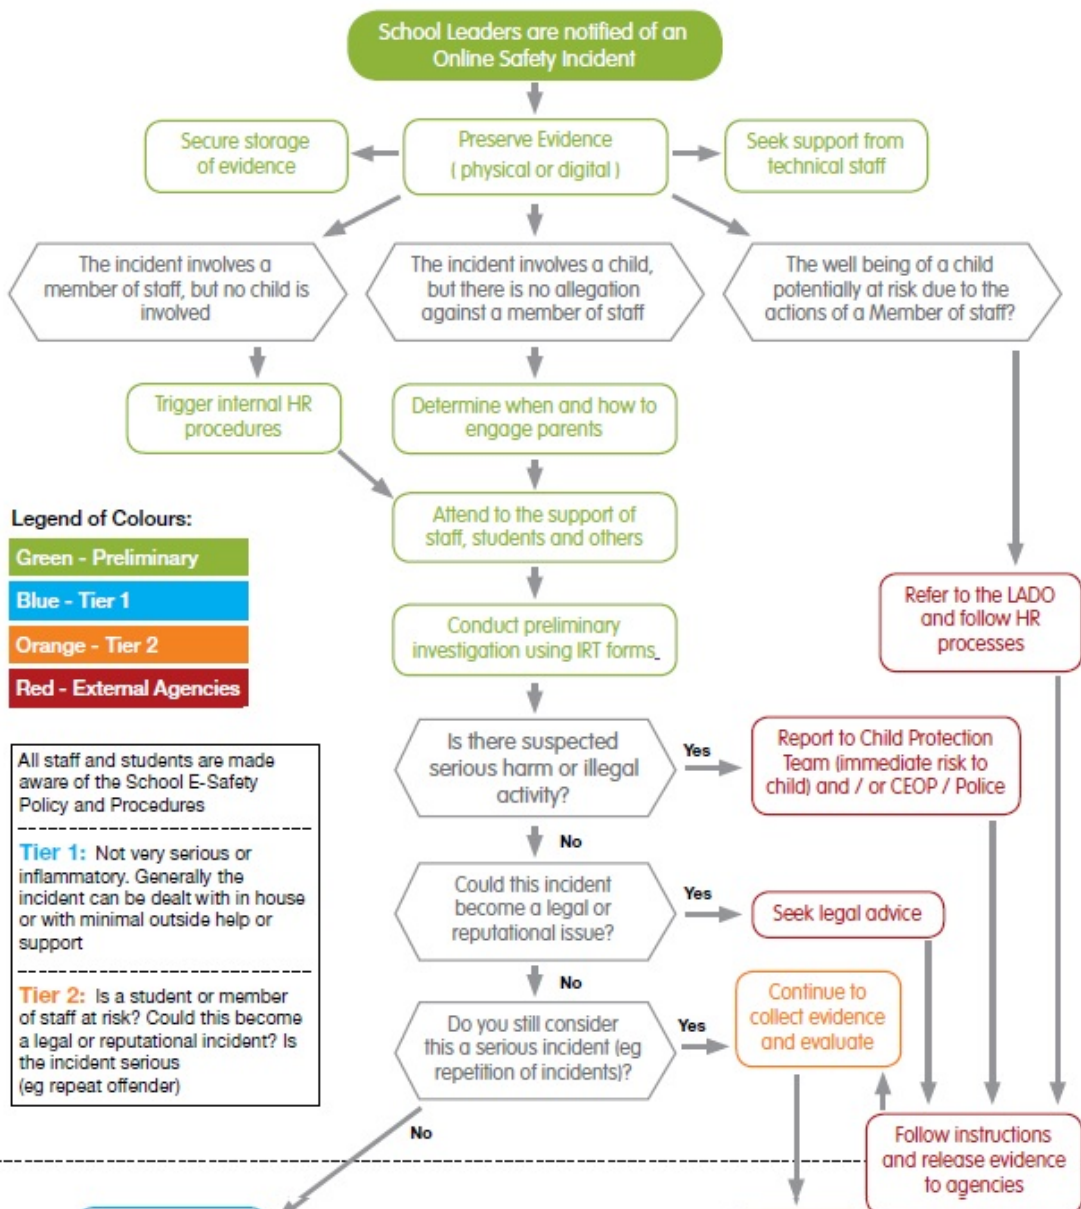 School Leaders are notified of an
Online Safety Incident
Secure storage
of evidence
Preserve Evidence
( physical or digital )
Seek support from
technical staff
The incident involves a
member of staff, but no child is
involved
The incident involves a child,
but there is no allegation
against a member of staff
The well being of a child
potentially at risk due to the
actions of a Member of staff?
Trigger internal HR
procedures
Determine when and how to
engage parents
Attend to the support of
staff, students and others
Legend of Colours:
Green - Preliminary
Blue - Tier 1
Orange - Tier 2
Red - External Agencies
Conduct preliminary
investigation using IRT forms_
Refer to the LADO
and follow HR
processes
Is there suspected
serious harm or illegal
activity?
Yes
Report to Child Protection
Team (immediate risk to
child) and / or CEOP / Police
No
All staff and students are made
aware of the School E-Safety
Policy and Procedures
Tier 1: Not very serious or
inflammatory. Generally the
incident can be dealt with in house
or with minimal outside help or
support
Tier 2: Is a student or member
of staff at risk? Could this become
a legal or reputational incident? Is
the incident serious
(eg repeat offender)
Could this incident
become a legal or
reputational issue?
Yes
Seek legal advice
No
Do you still consider
this a serious incident (eg
repetition of incidents)?
Yes
Continue to
collect evidence
and evaluate
No
Follow instructions
and release evidence
to agencies